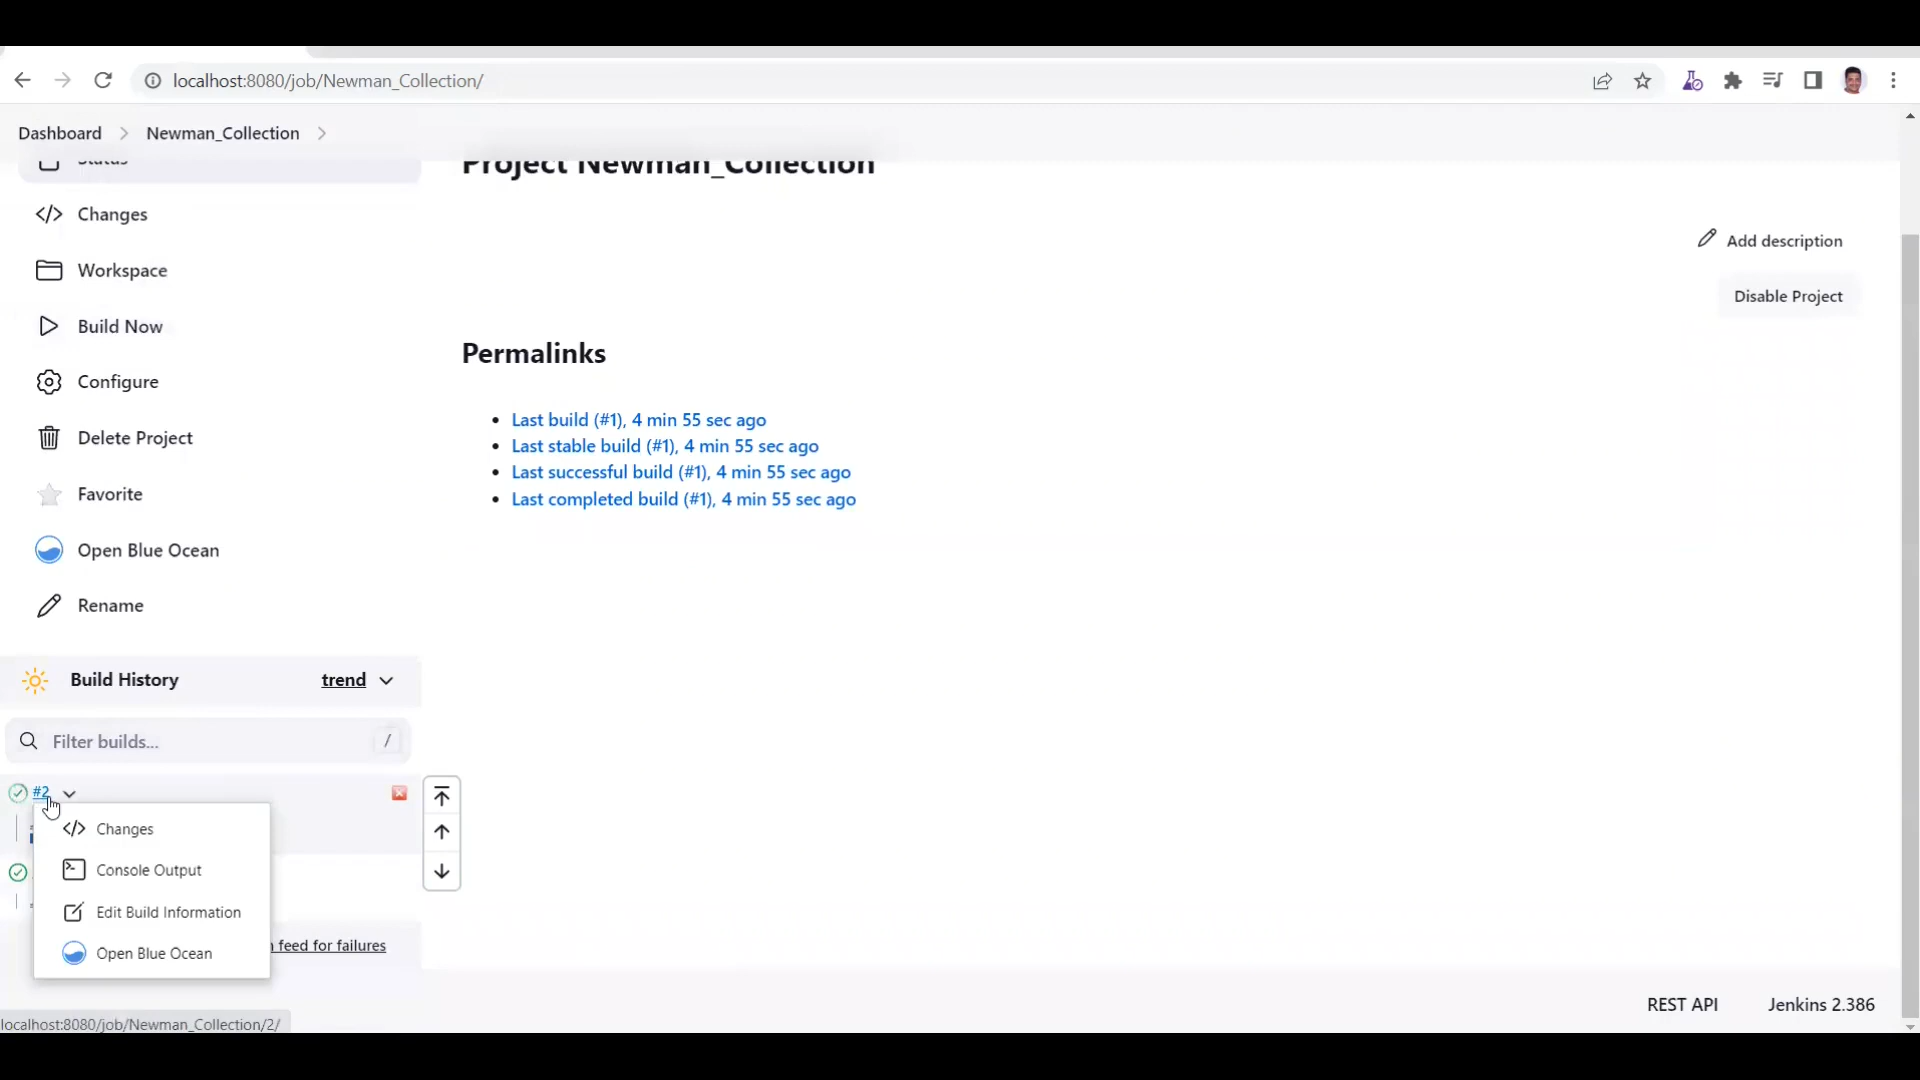 localhost:8080/job/Newman_Collection/
Dashboard
Newman_Collection
Status
Project Newman_Collection
Changes
Add description
Workspace
Disable Project
Build Now
Permalinks
Configure
Last build (#1), 4 min 55 sec ago
Delete Project
Last stable build (#1), 4 min 55 sec ago
Last successful build (#1), 4 min 55 sec ago
Favorite
Last completed build (#1), 4 min 55 sec ago
Open Blue Ocean
Rename
Build History
trend
Filter builds...
/
#2
Changes
Console Output
Edit Build Information
feed for failures
Open Blue Ocean
REST API
Jenkins 2.386
localhost:8080/job/Newman_Collection/2/